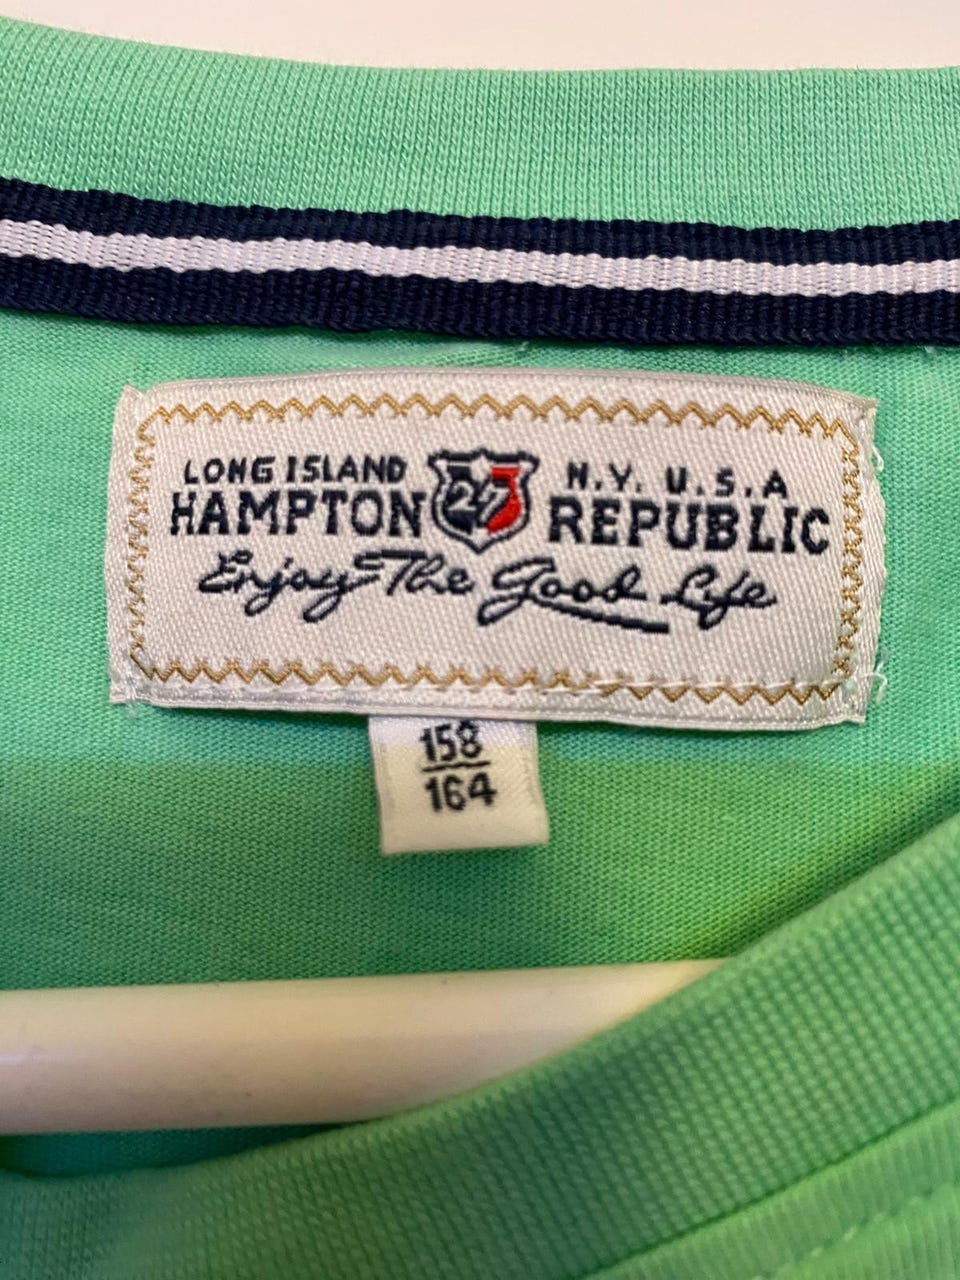 LONG ISLAND N.Y. U.S.A
HAMPTON 27 REPUBLIC
Enjoy The Good Life
158
164